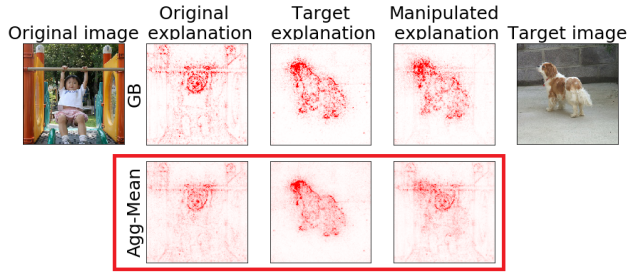 Original image
Original explanation
Target explanation
Manipulated explanation
Target image
GB
Agg-Mean